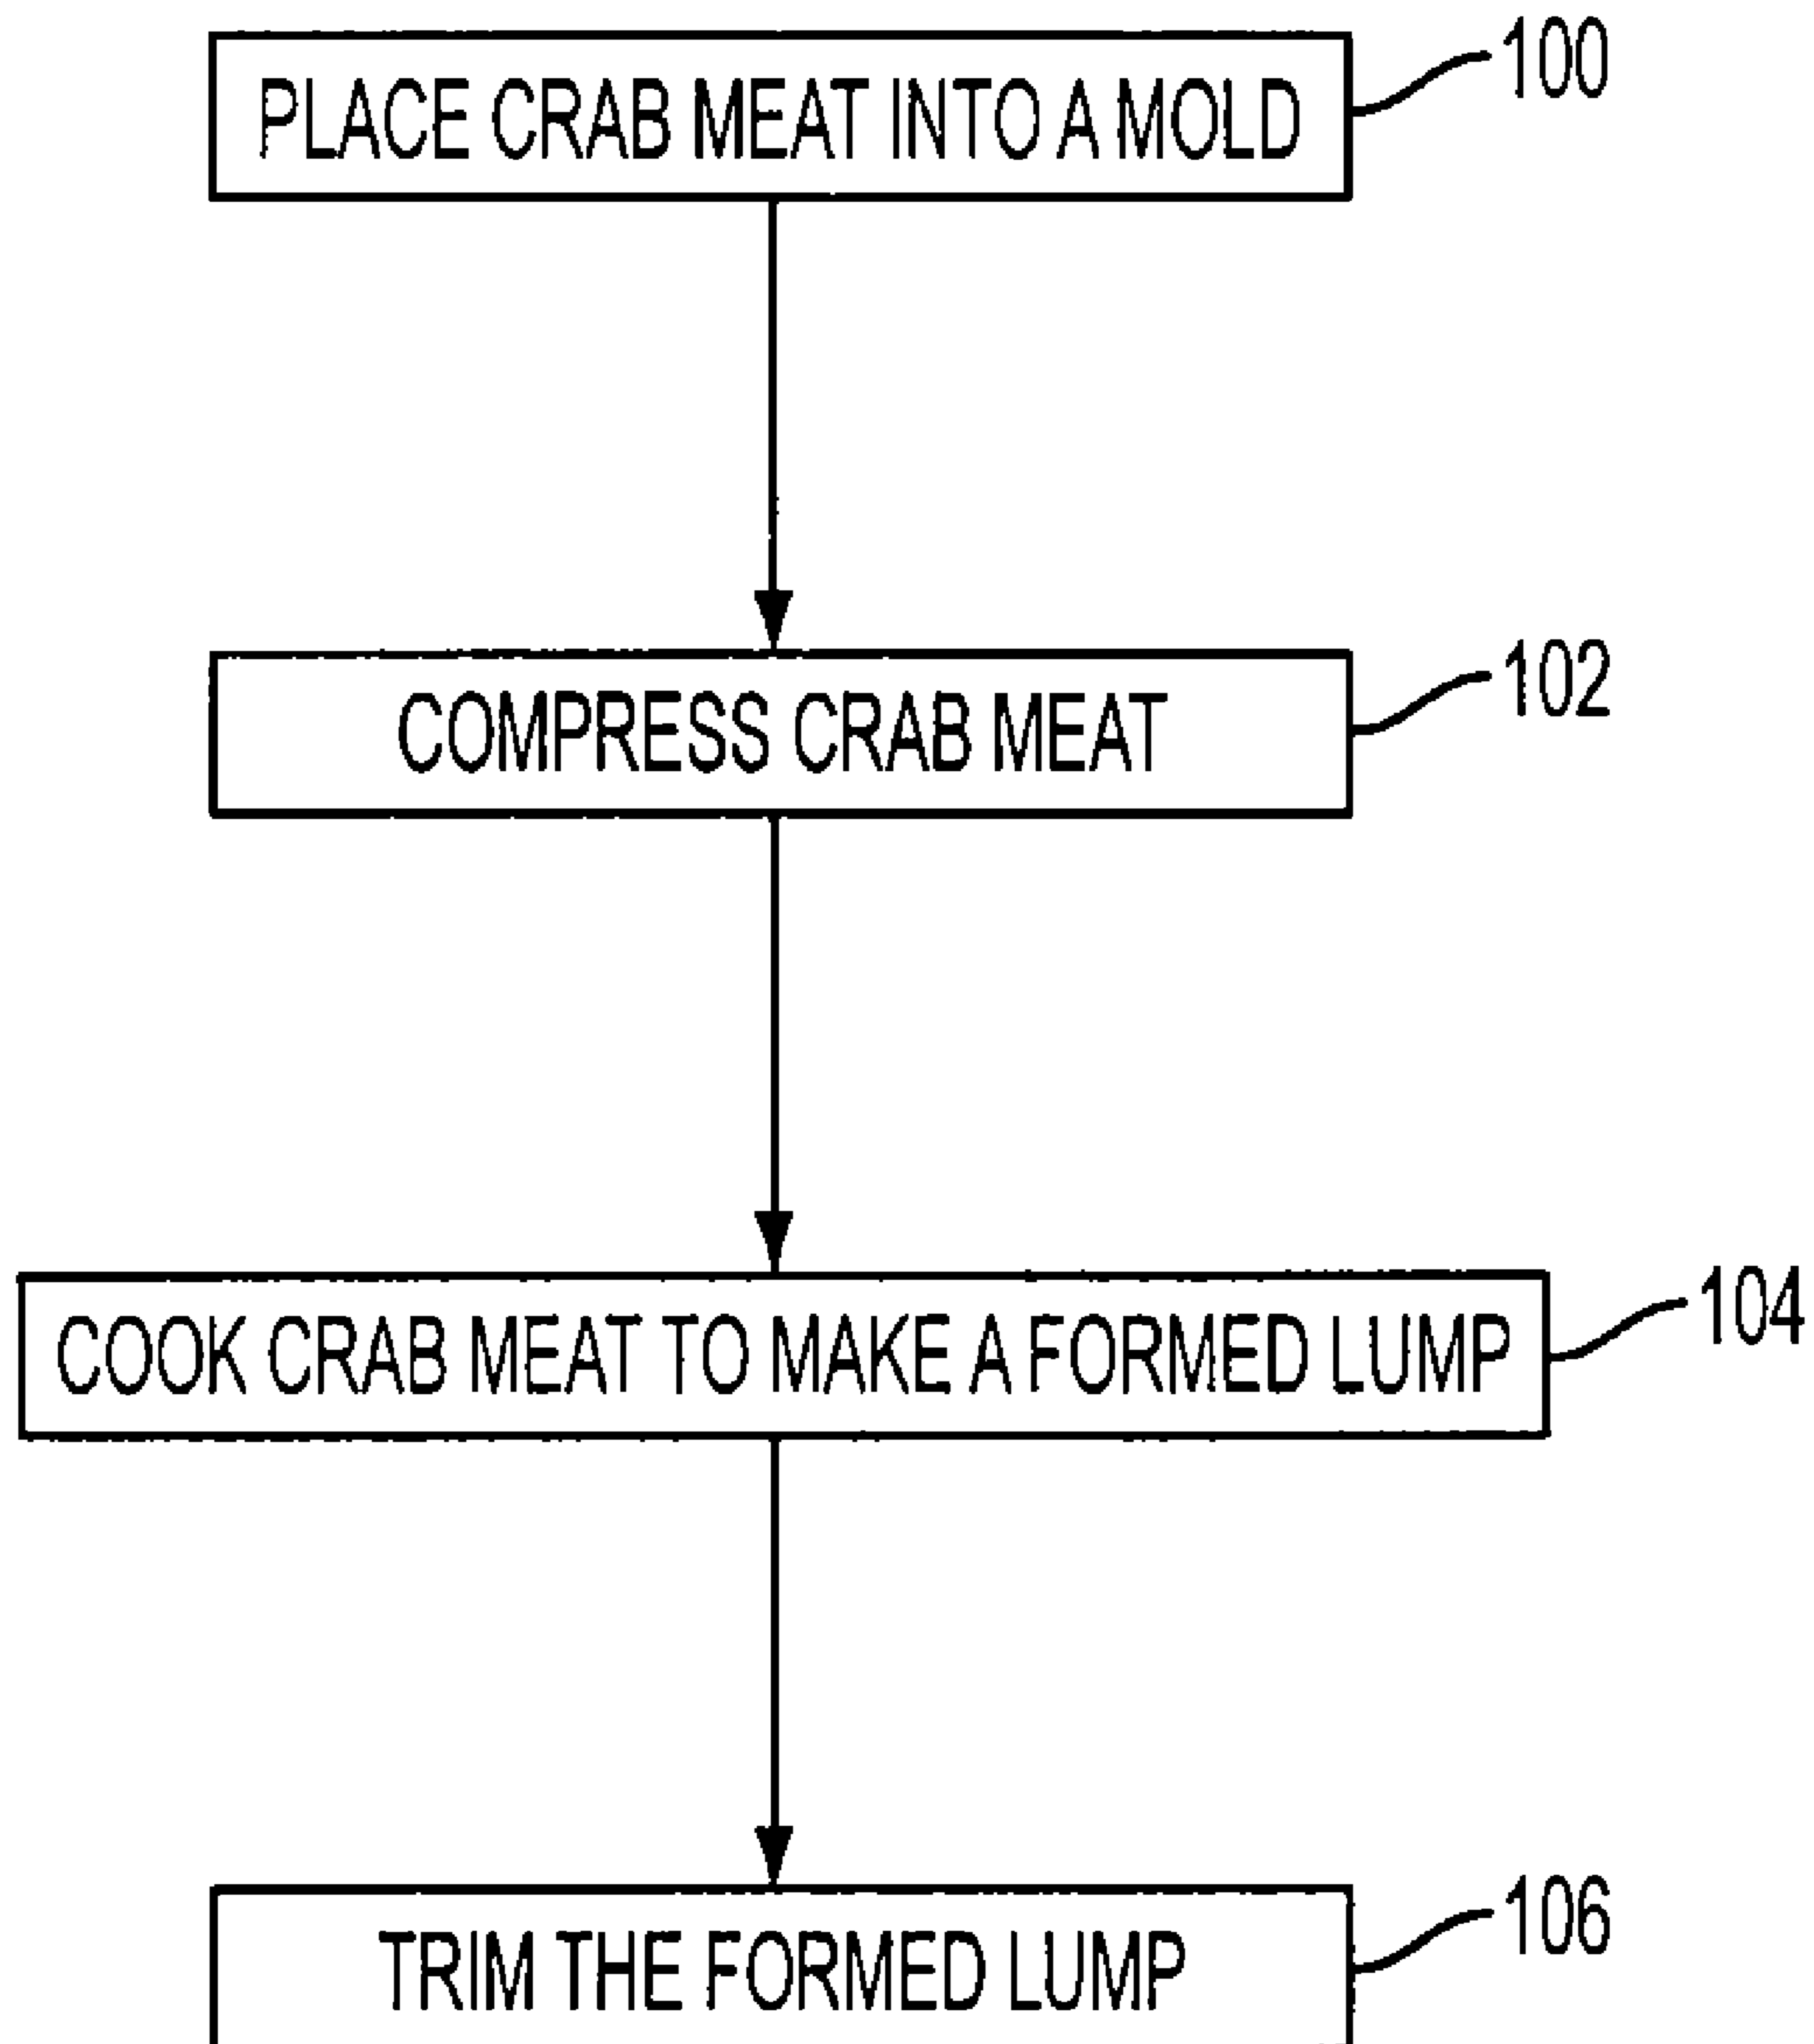 PLACE CRAB MEAT INTO A MOLD
100
COMPRESS CRAB MEAT
102
COOK CRAB MEAT TO MAKE A FORMED LUMP
104
TRIM THE FORMED LUMP
106